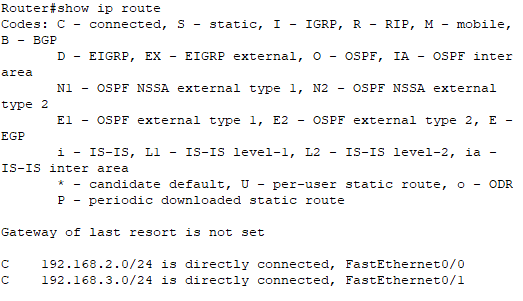 Router#show ip route
Codes: C - connected, S - static, I - IGRP, R - RIP, M - mobile,
B - BGP
       D - EIGRP, EX - EIGRP external, O - OSPF, IA - OSPF inter
area
       N1 - OSPF NSSA external type 1, N2 - OSPF NSSA external
type 2
       E1 - OSPF external type 1, E2 - OSPF external type 2, E -
EGP
       i - IS-IS, L1 - IS-IS level-1, L2 - IS-IS level-2, ia -
IS-IS inter area
       * - candidate default, U - per-user static route, o - ODR
       P - periodic downloaded static route

Gateway of last resort is not set

C    192.168.2.0/24 is directly connected, FastEthernet0/0
C    192.168.3.0/24 is directly connected, FastEthernet0/1